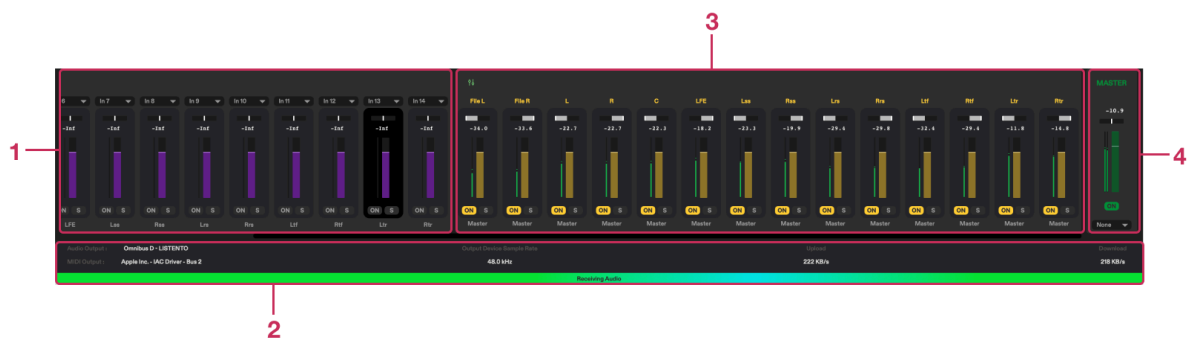 3
MASTER
6 In 7 In 8 In 9 In 10 In 11 In 12 In 13 In 14
File L File R L R C LFE Lss Rss Lrs Rrs Ltf Rtf Ltr Rtr
-10.9
-Inf -Inf -Inf -Inf -Inf -Inf -Inf -Inf -Inf -34.0 -33.6 -22.7 -22.7 -22.3 -18.2 -23.3 -19.9 -29.6 -29.8 -32.4 -29.4 -11.8 -14.8
1
4
ON
N S ON S ON S ON S ON S ON S ON S ON S ON S ON S ON S ON S ON S ON S ON S ON S ON S ON S ON S ON S ON S ON S ON S
LFE Lss Rss Lrs Rrs Ltf Rtf Ltr Rtr Master Master Master Master Master Master Master Master Master Master Master Master Master Master None
Audio Output: Omnibus D - LISTENTO Output Device Sample Rate Upload Download
MIDI Output: Apple Inc. - IAC Driver - Bus 2 48.0 kHz 222 KB/s 218 KB/s
Receiving Audio
2